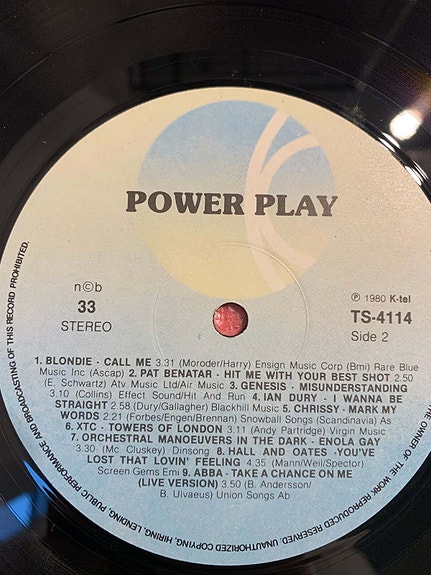 POWER PLAY
n©b
33
STEREO
℗ 1980 K-tel
TS-4114
Side 2
1. BLONDIE - CALL ME 3.31 (Moroder/Harry) Ensign Music Corp (Bmi) Rare Blue
Music Inc (Ascap) 2. PAT BENATAR - HIT ME WITH YOUR BEST SHOT 2.50
(E. Schwartz) Atv Music Ltd/Air Music 3. GENESIS - MISUNDERSTANDING
3.10 (Collins) Effect Sound/Hit And Run 4. IAN DURY - I WANNA BE
STRAIGHT 2.58 (Dury/Gallagher) Blackhill Music 5. CHRISSY - MARK MY
WORDS 2.21 (Forbes/Engen/Brennan) Snowball Songs (Scandinavia) As
6. XTC - TOWERS OF LONDON 3.11 (Andy Partridge) Virgin Music
7. ORCHESTRAL MANOEUVERS IN THE DARK - ENOLA GAY
3.30 (Mc Cluskey) Dinsong 8. HALL AND OATES -YOU'VE
LOST THAT LOVIN' FEELING 4.35 (Mann/Weil/Spector)
Screen Gems Emi 9. ABBA - TAKE A CHANCE ON ME
(LIVE VERSION) 3.50 (B. Andersson/
B. Ulvaeus) Union Songs Ab
THE OWNER OF THE WORK REPRODUCED RESERVED. UNAUTHORIZED COPYING, HIRING, LENDING, PUBLIC PERFORMANCE AND BROADCASTING OF THIS RECORD PROHIBITED.